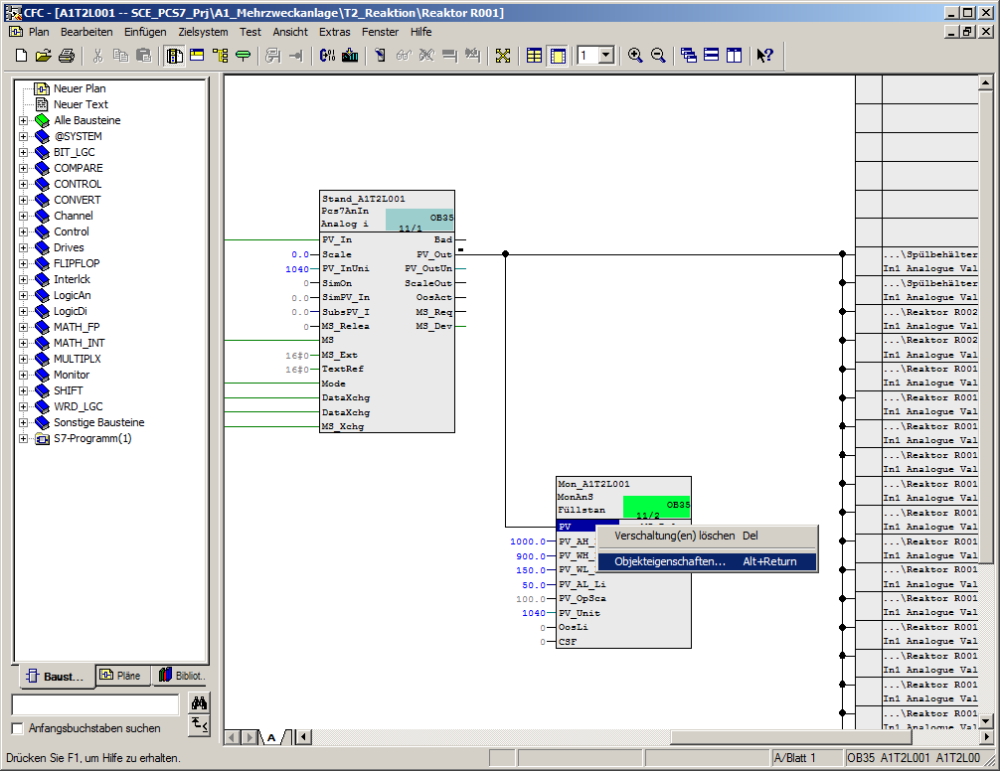 CFC - [A1T2L001 -- SCE_PCS7_Prj\A1_Mehrzweckanlage\T2_Reaktion\Reaktor R001]
Plan Bearbeiten Einfügen Zielsystem Test Ansicht Extras Fenster Hilfe
1
Neuer Plan
Neuer Text
Alle Bausteine
@SYSTEM
BIT_LGC
COMPARE
CONTROL
CONVERT
Channel
Control
Drives
FLIPFLOP
Interlck
LogicAn
LogicDi
MATH_FP
MATH_INT
MULTIPLX
Monitor
SHIFT
WRD_LGC
Sonstige Bausteine
S7-Programm(1)
Baust... Pläne Bibliot..
Anfangsbuchstaben suchen
Stand_A1T2L001
Pcs7AnIn
OB35
Analog i
11/1
PV_In Bad
0.0 Scale PV_Out
1040 PV_InUni PV_OutUn
0 SimOn ScaleOut
0.0 SimPV_In OosAct
0.0 SubsPV_I MS_Req
0 MS_Relea MS_Dev
MS
16#0 MS_Ext
16#0 TextRef
Mode
DataXchg
DataXchg
MS_Xchg
Mon_A1T2L001
MonAnS
OB35
Füllstan
11/2
PV
1000.0 PV_AH_
900.0 PV_WH_
150.0 PV_WL_
50.0 PV_AL_Li
100.0 PV_OpSca
1040 PV_Unit
0 OosLi
0 CSF
Verschaltung(en) löschen Del
Objekteigenschaften... Alt+Return
...\Spülbehälter
In1 Analogue Val
...\Spülbehälter
In1 Analogue Val
...\Reaktor R002
In1 Analogue Val
...\Reaktor R002
In1 Analogue Val
...\Reaktor R001
In1 Analogue Val
...\Reaktor R001
In1 Analogue Val
...\Reaktor R001
In1 Analogue Val
...\Reaktor R001
In1 Analogue Val
...\Reaktor R001
In1 Analogue Val
...\Reaktor R001
In1 Analogue Val
...\Reaktor R001
In1 Analogue Val
...\Reaktor R001
In1 Analogue Val
...\Reaktor R001
In1 Analogue Val
...\Reaktor R001
In1 Analogue Val
...\Reaktor R001
In1 Analogue Val
...\Reaktor R001
In1 Analogue Val
...\Reaktor R001
In1 Analogue Val
A
Drücken Sie F1, um Hilfe zu erhalten.
A/Blatt 1
OB35 A1T2L001 A1T2L00